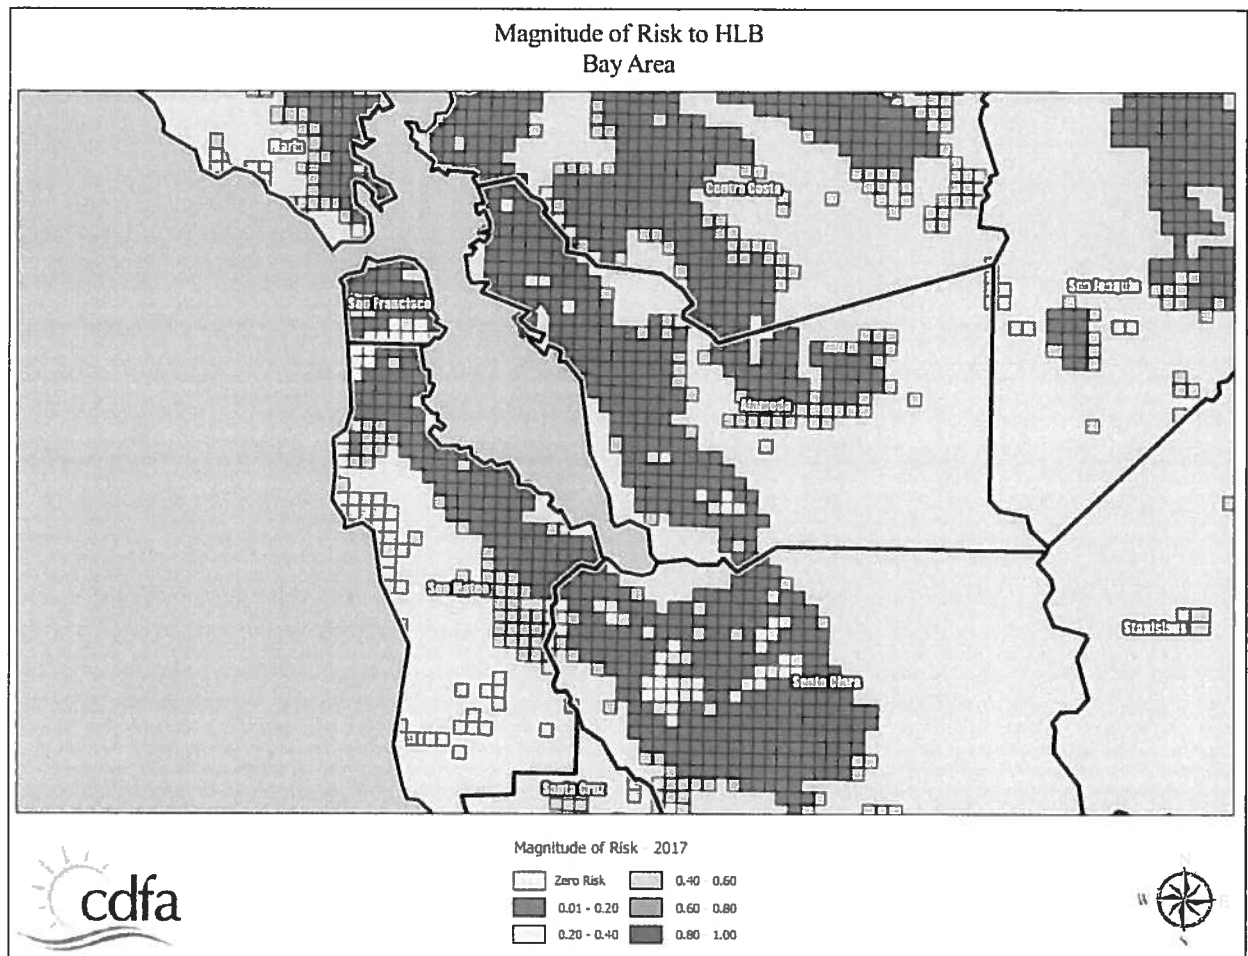 Magnitude of Risk to HLB
Bay Area
Marin
Contra Costa
San Francisco
San Joaquin
Alameda
San Mateo
Stanislaus
Santa Clara
Santa Cruz
Magnitude of Risk - 2017
Zero Risk
0.40 - 0.60
0.01 - 0.20
0.60 - 0.80
0.20 - 0.40
0.80 - 1.00
cdfa
N
W
E
S